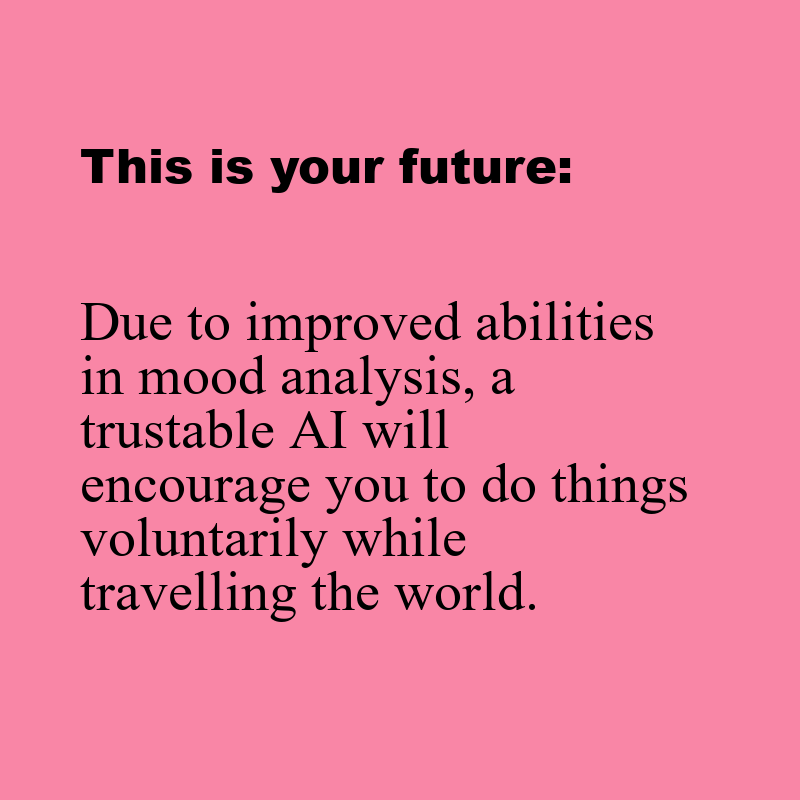 This is your future:
Due to improved abilities
in mood analysis, a
trustable AI will
encourage you to do things
voluntarily while
travelling the world.